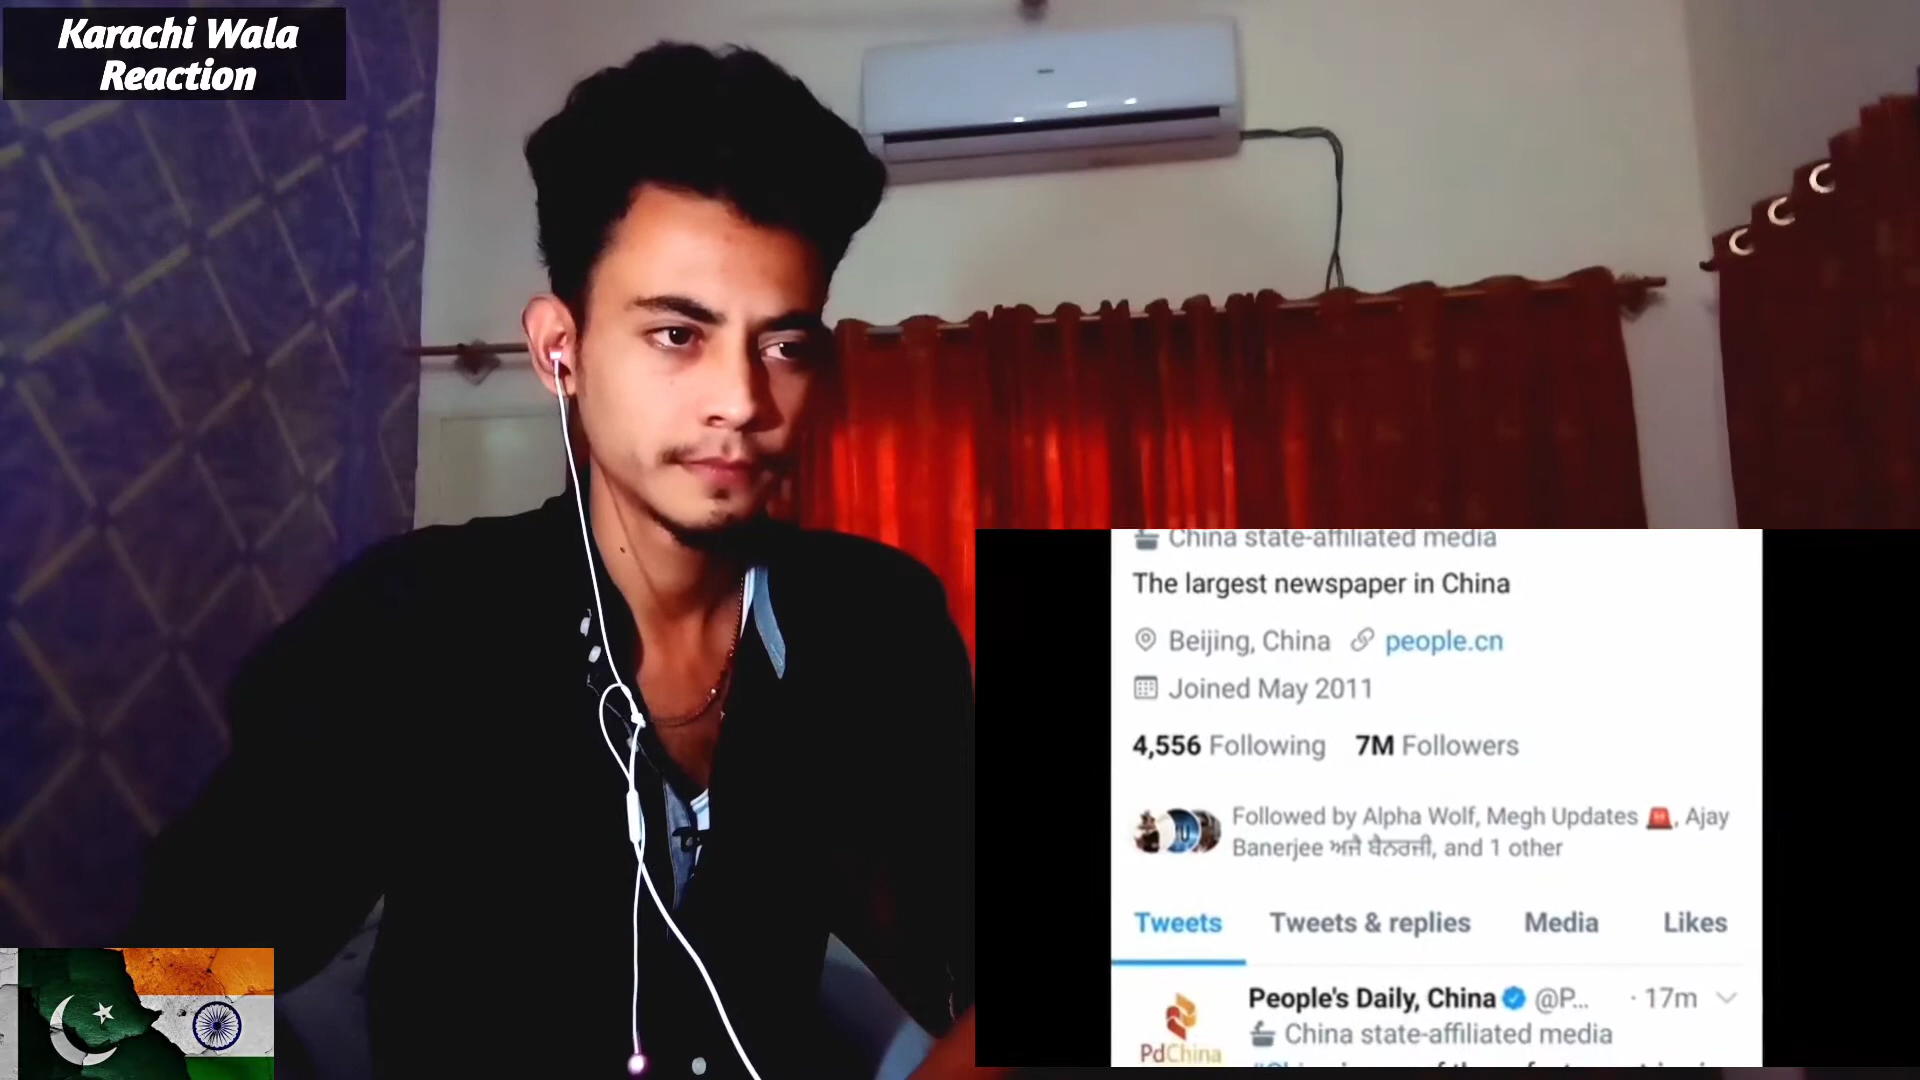 Karachi Wala
Reaction
China state-affiliated media
The largest newspaper in China
Beijing, China people.cn
Joined May 2011
4,556 Following 7M Followers
Followed by Alpha Wolf, Megh Updates 🚨, Ajay
Banerjee ਅਜੈ ਬੈਨਰਜੀ, and 1 other
Tweets Tweets & replies Media Likes
People's Daily, China @P... · 17m
China state-affiliated media
PdChina